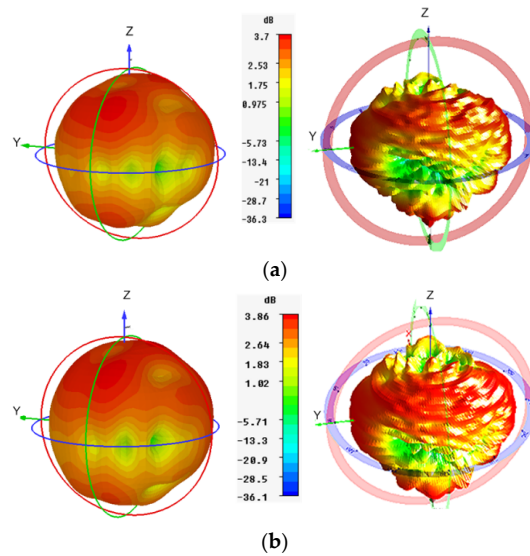 Z
Y
dB
3.7
2.53
1.75
0.975
-5.73
-13.4
-21
-28.7
-36.3
Z
Y
(a)
Z
Y
dB
3.86
2.64
1.83
1.02
-5.71
-13.3
-20.9
-28.5
-36.1
Z
X
Y
(b)